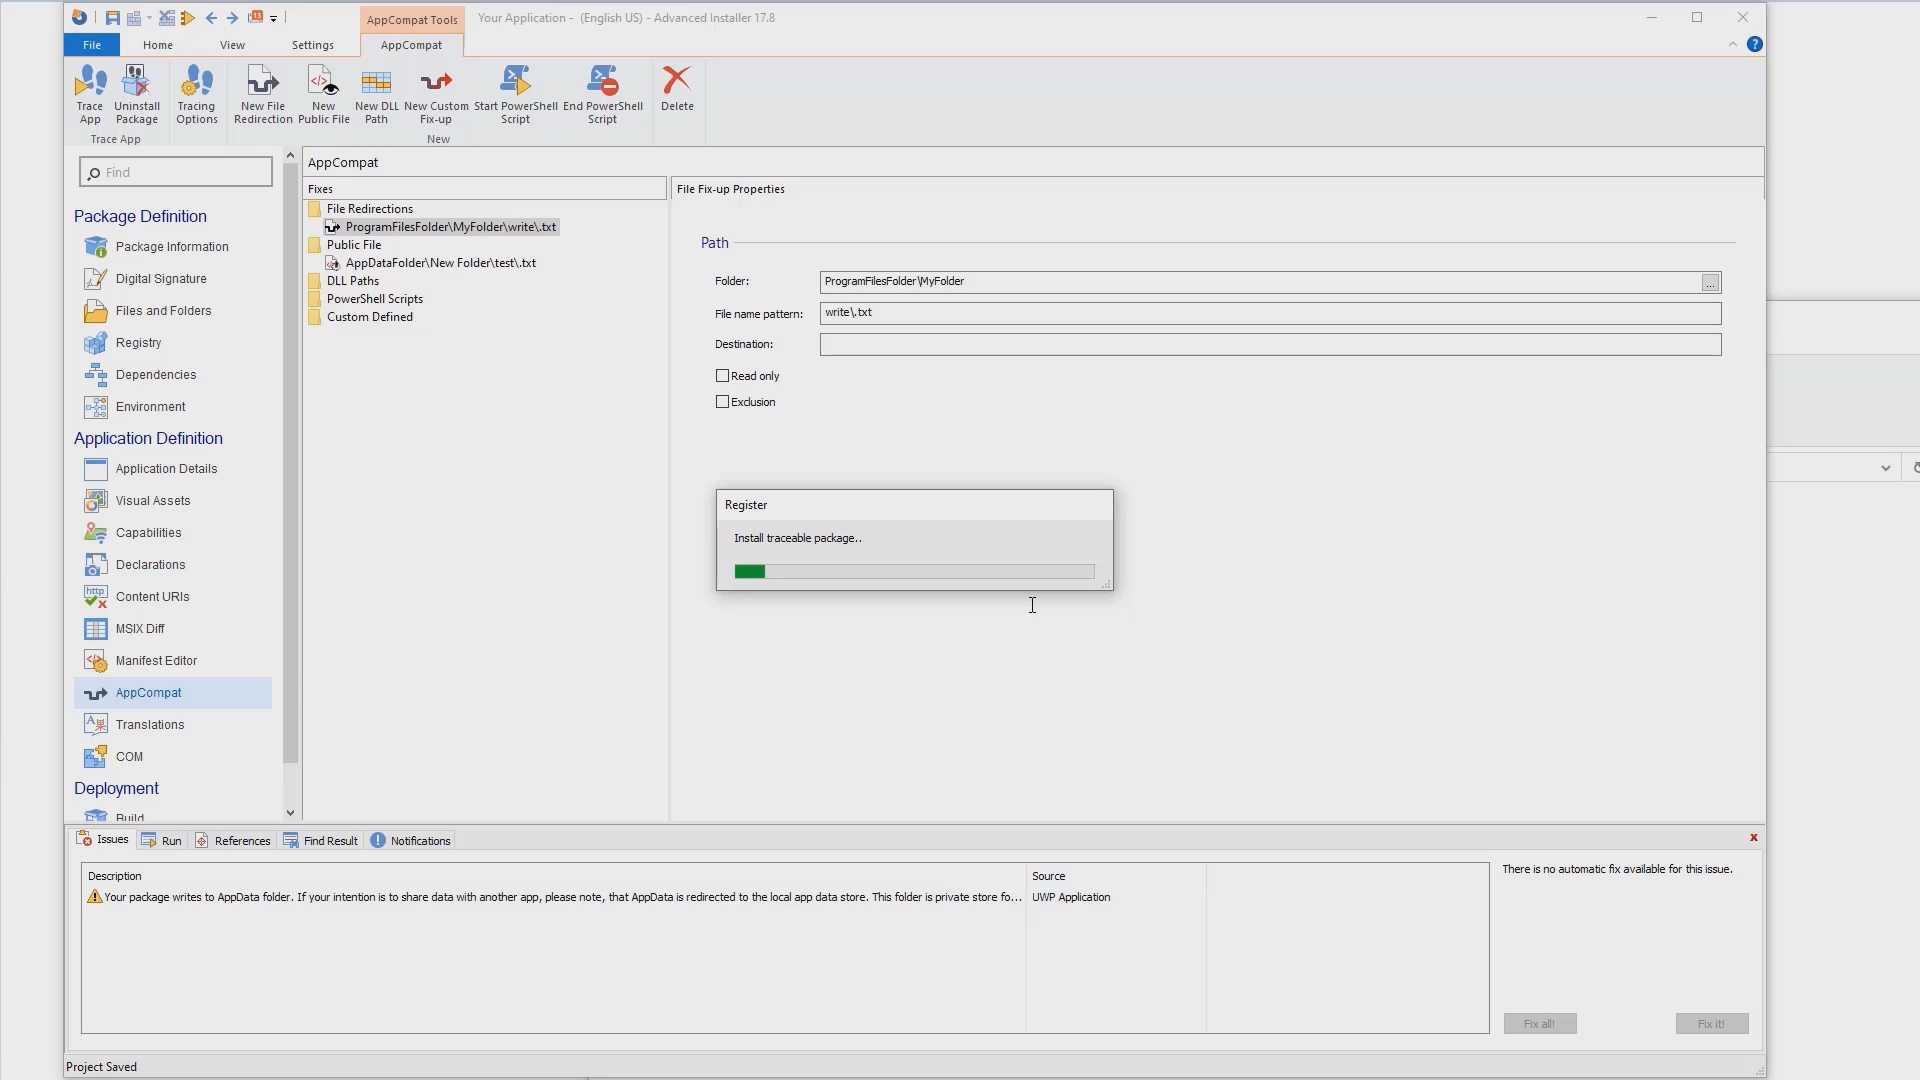 AppCompat Tools
Your Application - (English US) - Advanced Installer 17.8
File
Home
View
Settings
AppCompat
Trace App
Uninstall Package
Tracing Options
New File Redirection
New Public File
New DLL Path
New Custom Fix-up
Start PowerShell Script
End PowerShell Script
Delete
Trace App
New
Find
Package Definition
Package Information
Digital Signature
Files and Folders
Registry
Dependencies
Environment
Application Definition
Application Details
Visual Assets
Capabilities
Declarations
Content URIs
MSIX Diff
Manifest Editor
AppCompat
Translations
COM
Deployment
Build
AppCompat
Fixes
File Redirections
ProgramFilesFolder\MyFolder\write\.txt
Public File
AppDataFolder\New Folder\test\.txt
DLL Paths
PowerShell Scripts
Custom Defined
File Fix-up Properties
Path
Folder:
ProgramFilesFolder\MyFolder
...
File name pattern:
write\.txt
Destination:
Read only
Exclusion
Register
Install traceable package..
Issues
Run
References
Find Result
Notifications
Description
Source
Your package writes to AppData folder. If your intention is to share data with another app, please note, that AppData is redirected to the local app data store. This folder is private store fo...
UWP Application
There is no automatic fix available for this issue.
Fix all!
Fix it!
Project Saved